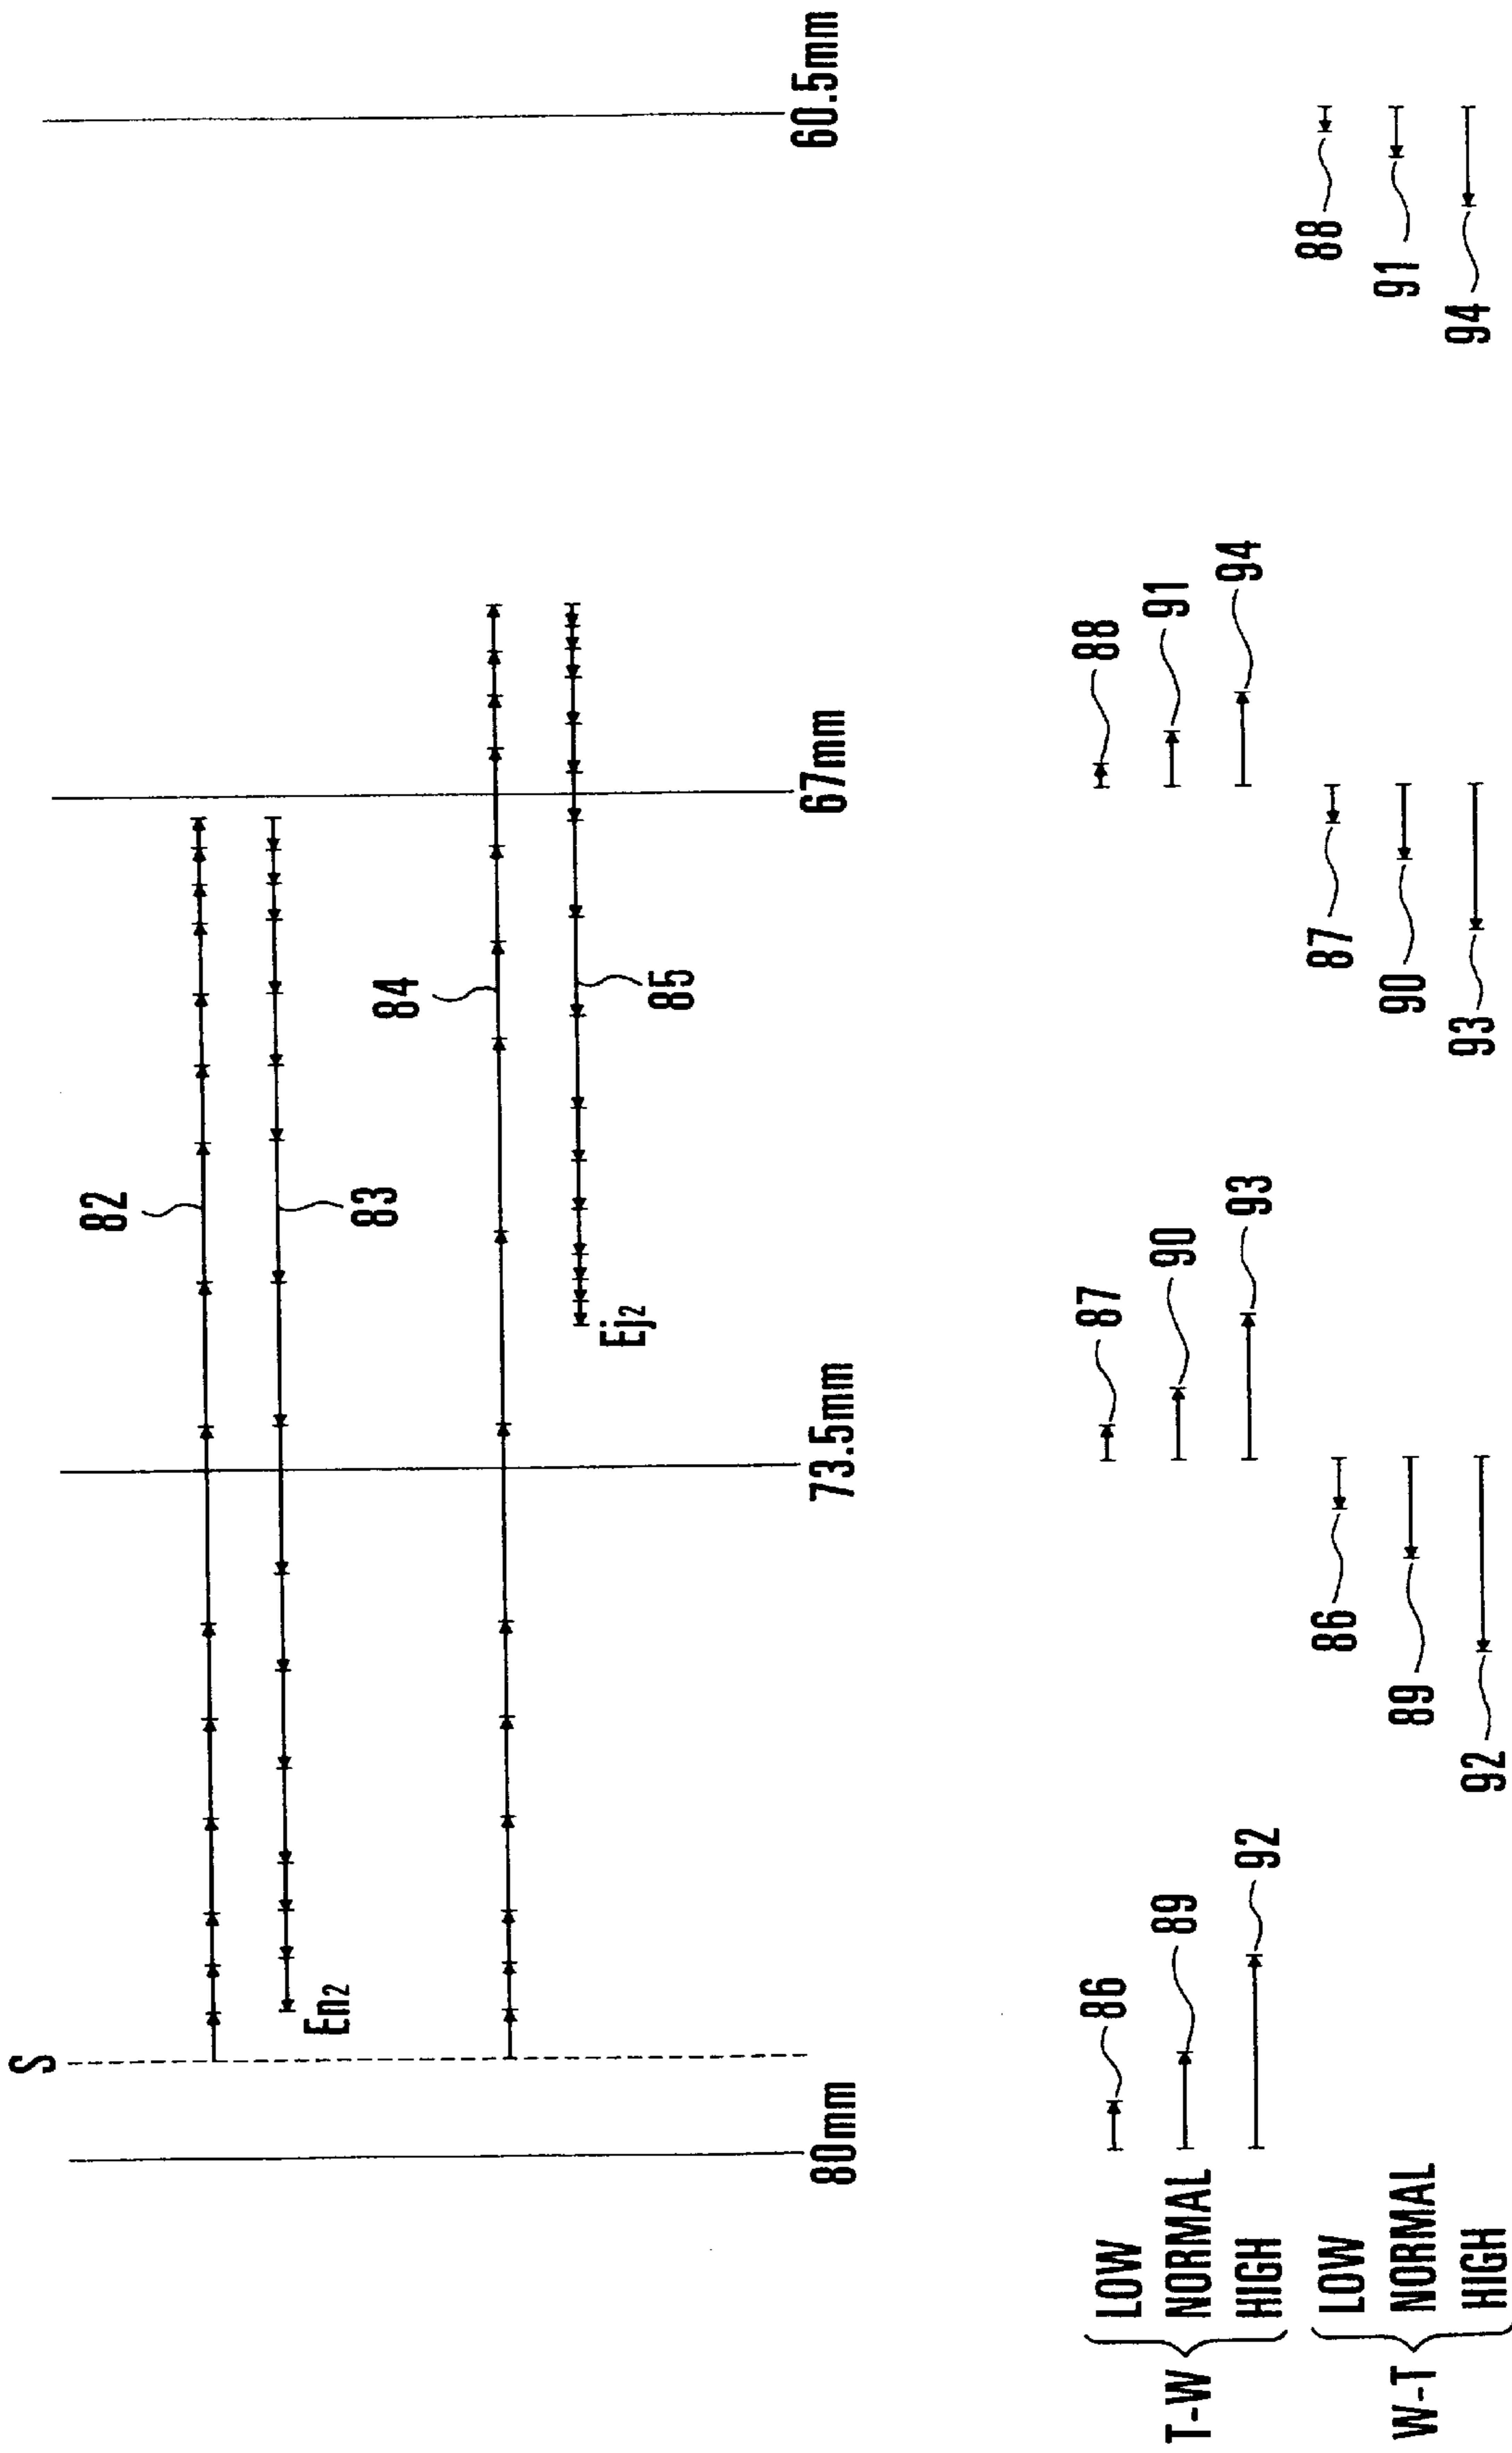 S
80mm
73.5mm
67mm
60.5mm
82
83
En2
84
85
Ej2
T-W
LOW
NORMAL
HIGH
86
89
92
87
90
93
88
91
94
W-T
LOW
NORMAL
HIGH
86
89
92
87
90
93
88
91
94